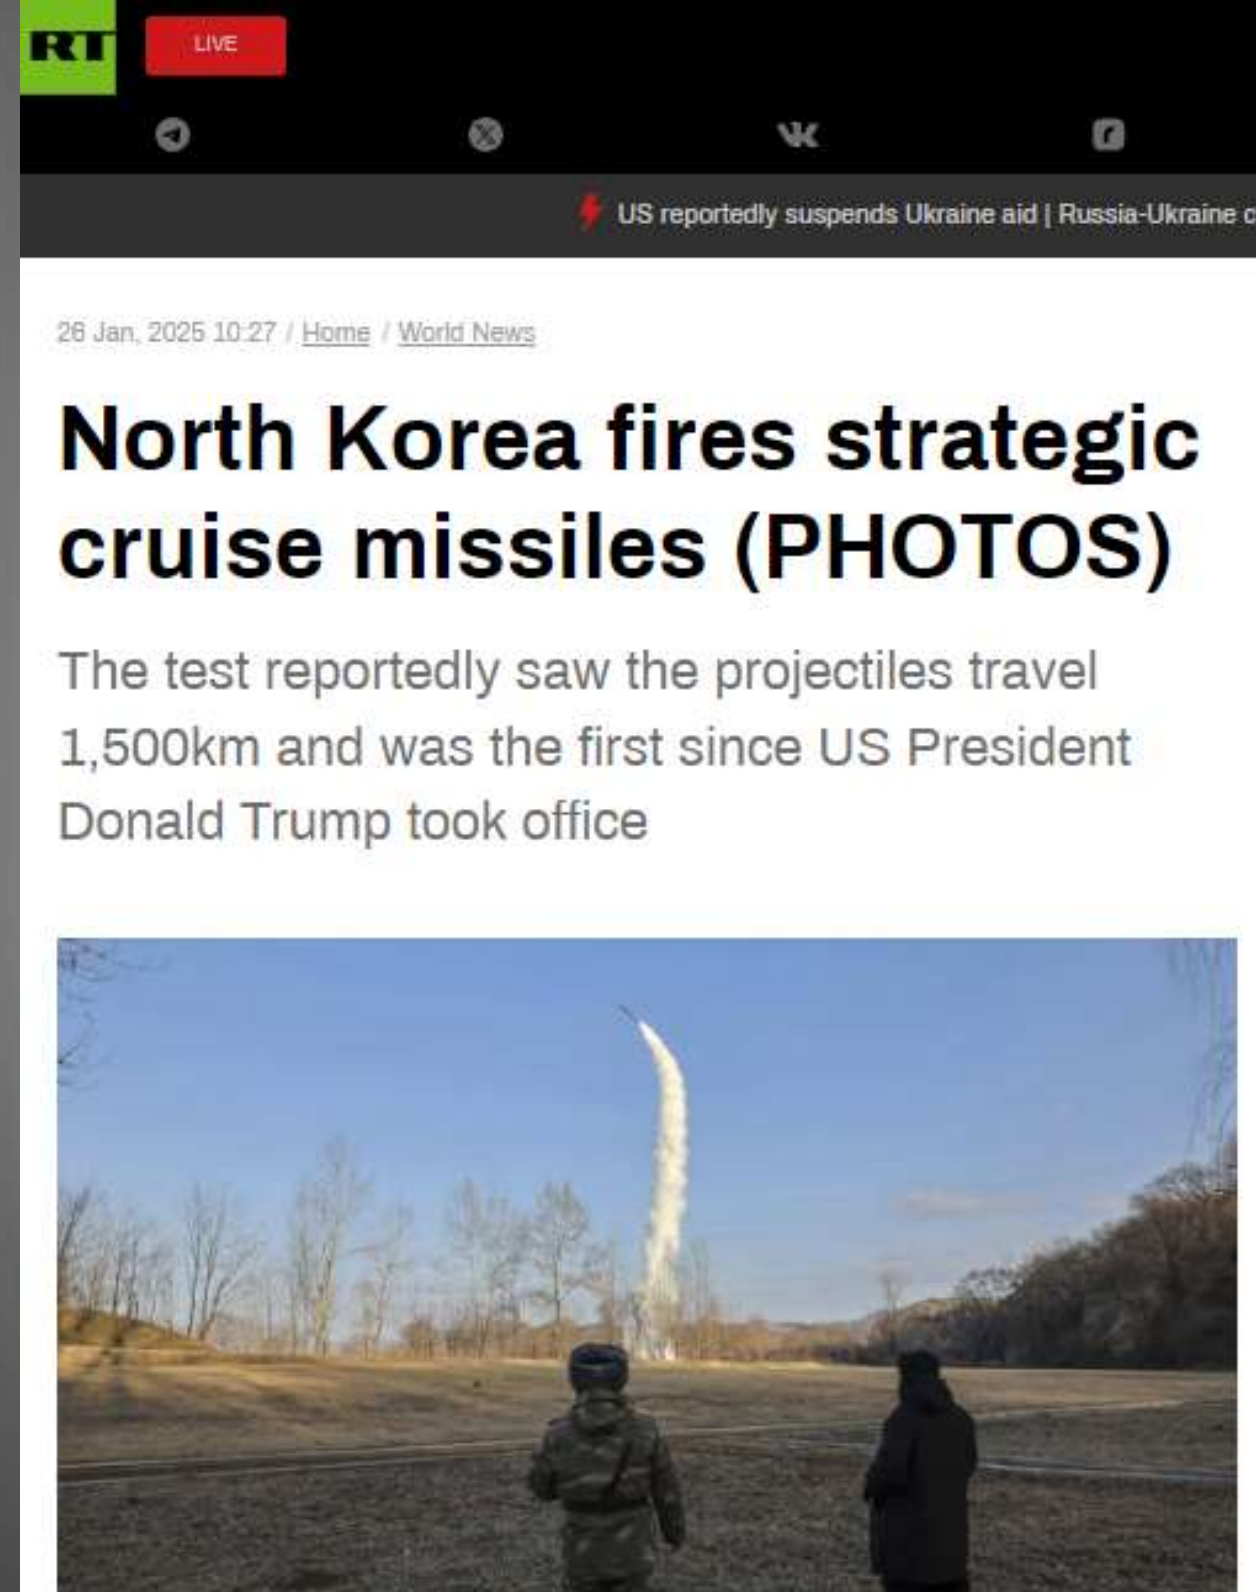 RT
LIVE
US reportedly suspends Ukraine aid | Russia-Ukraine c
26 Jan, 2025 10:27 / Home / World News
North Korea fires strategic
cruise missiles (PHOTOS)
The test reportedly saw the projectiles travel
1,500km and was the first since US President
Donald Trump took office